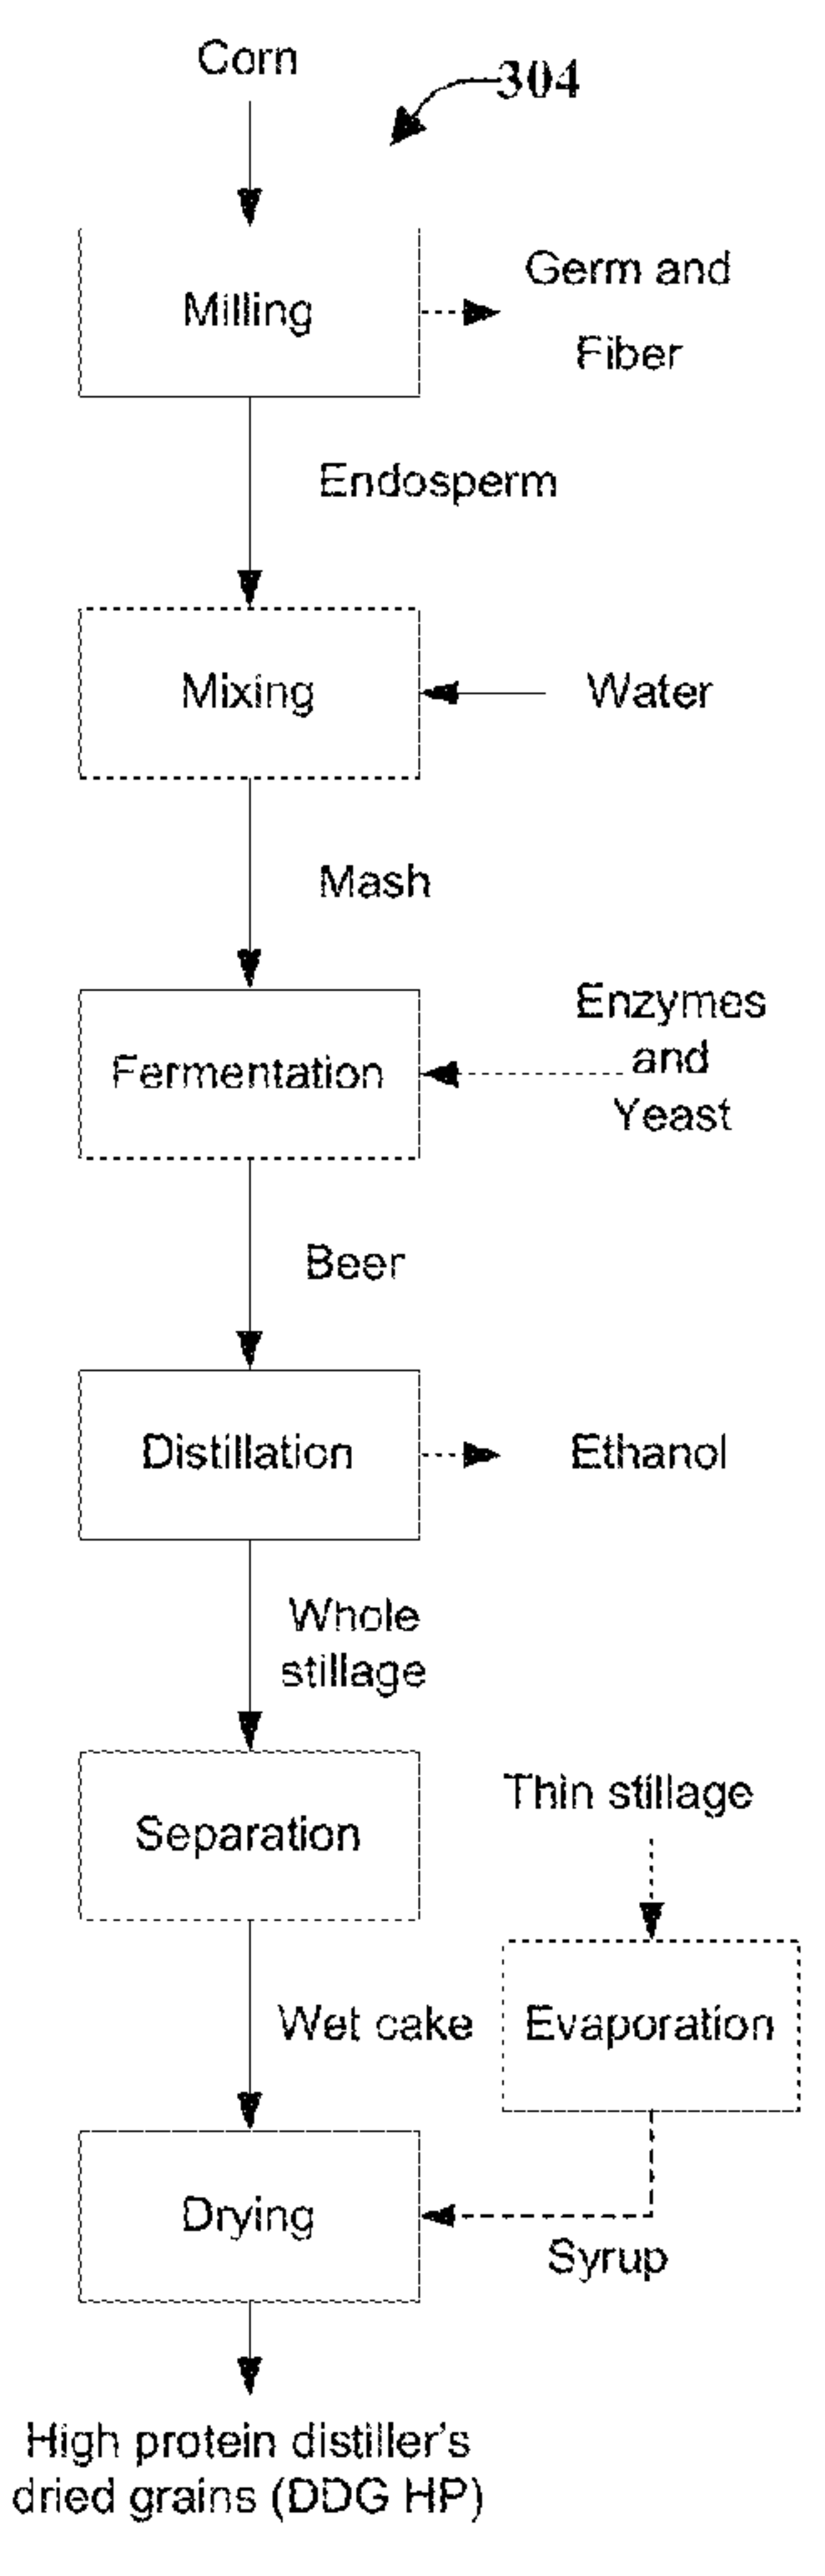 Corn
304
Milling
Germ and
Fiber
Endosperm
Mixing
Water
Mash
Fermentation
Enzymes
and
Yeast
Beer
Distillation
Ethanol
Whole
stillage
Separation
Thin stillage
Wet cake
Evaporation
Drying
Syrup
High protein distiller's
dried grains (DDG HP)